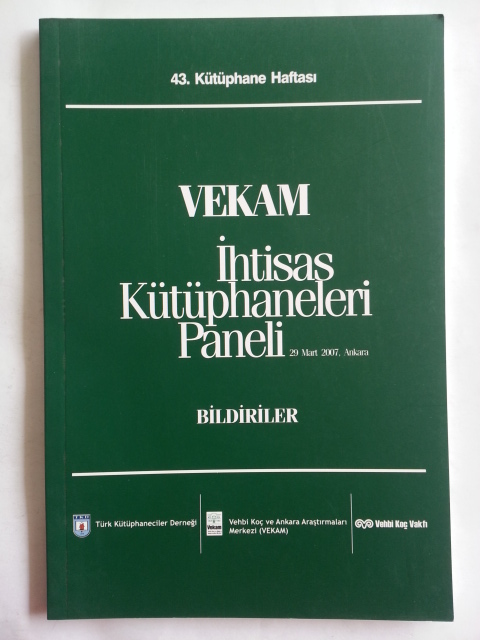 43. Kütüphane Haftası
VEKAM
İhtisas
Kütüphaneleri
Paneli 29 Mart 2007, Ankara
BİLDİRİLER
Türk Kütüphaneciler Derneği
Vekam
Vehbi Koç ve Ankara Araştırmaları
Merkezi (VEKAM)
Vehbi Koç Vakfı